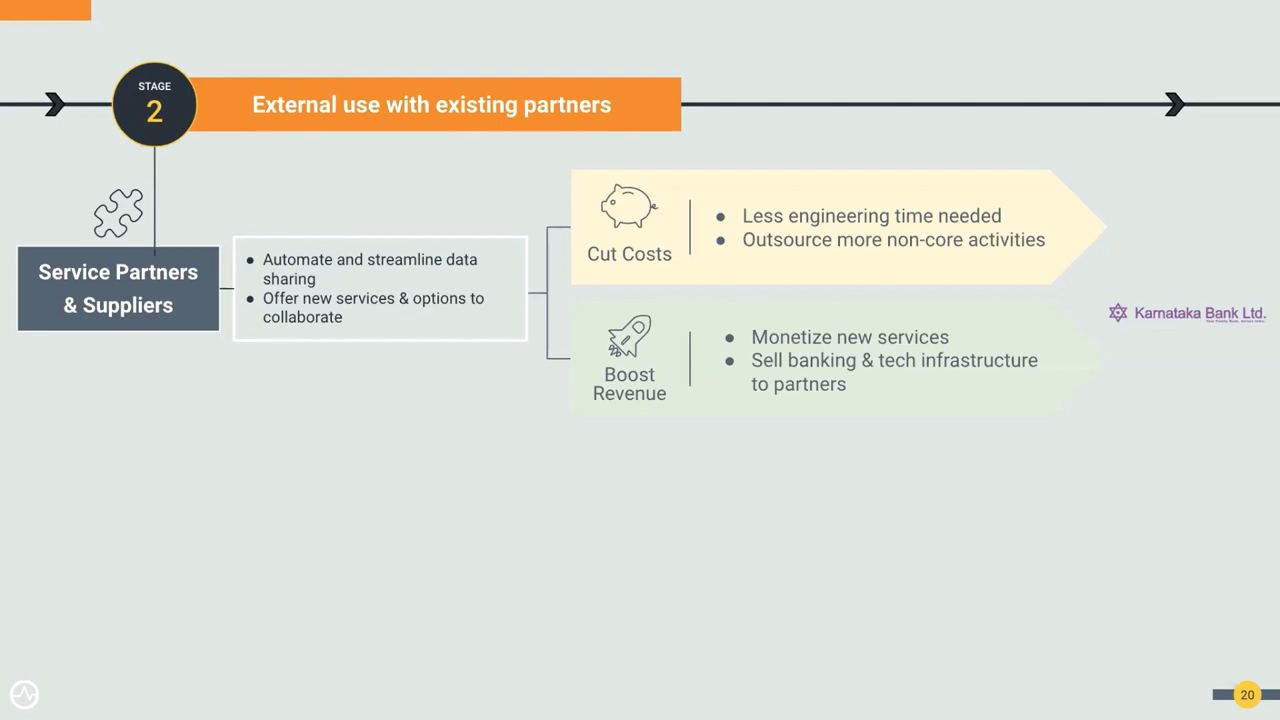 STAGE
2
External use with existing partners
Service Partners
& Suppliers
● Automate and streamline data
sharing
● Offer new services & options to
collaborate
Cut Costs
● Less engineering time needed
● Outsource more non-core activities
Boost
Revenue
● Monetize new services
● Sell banking & tech infrastructure
to partners
Karnataka Bank Ltd.
20